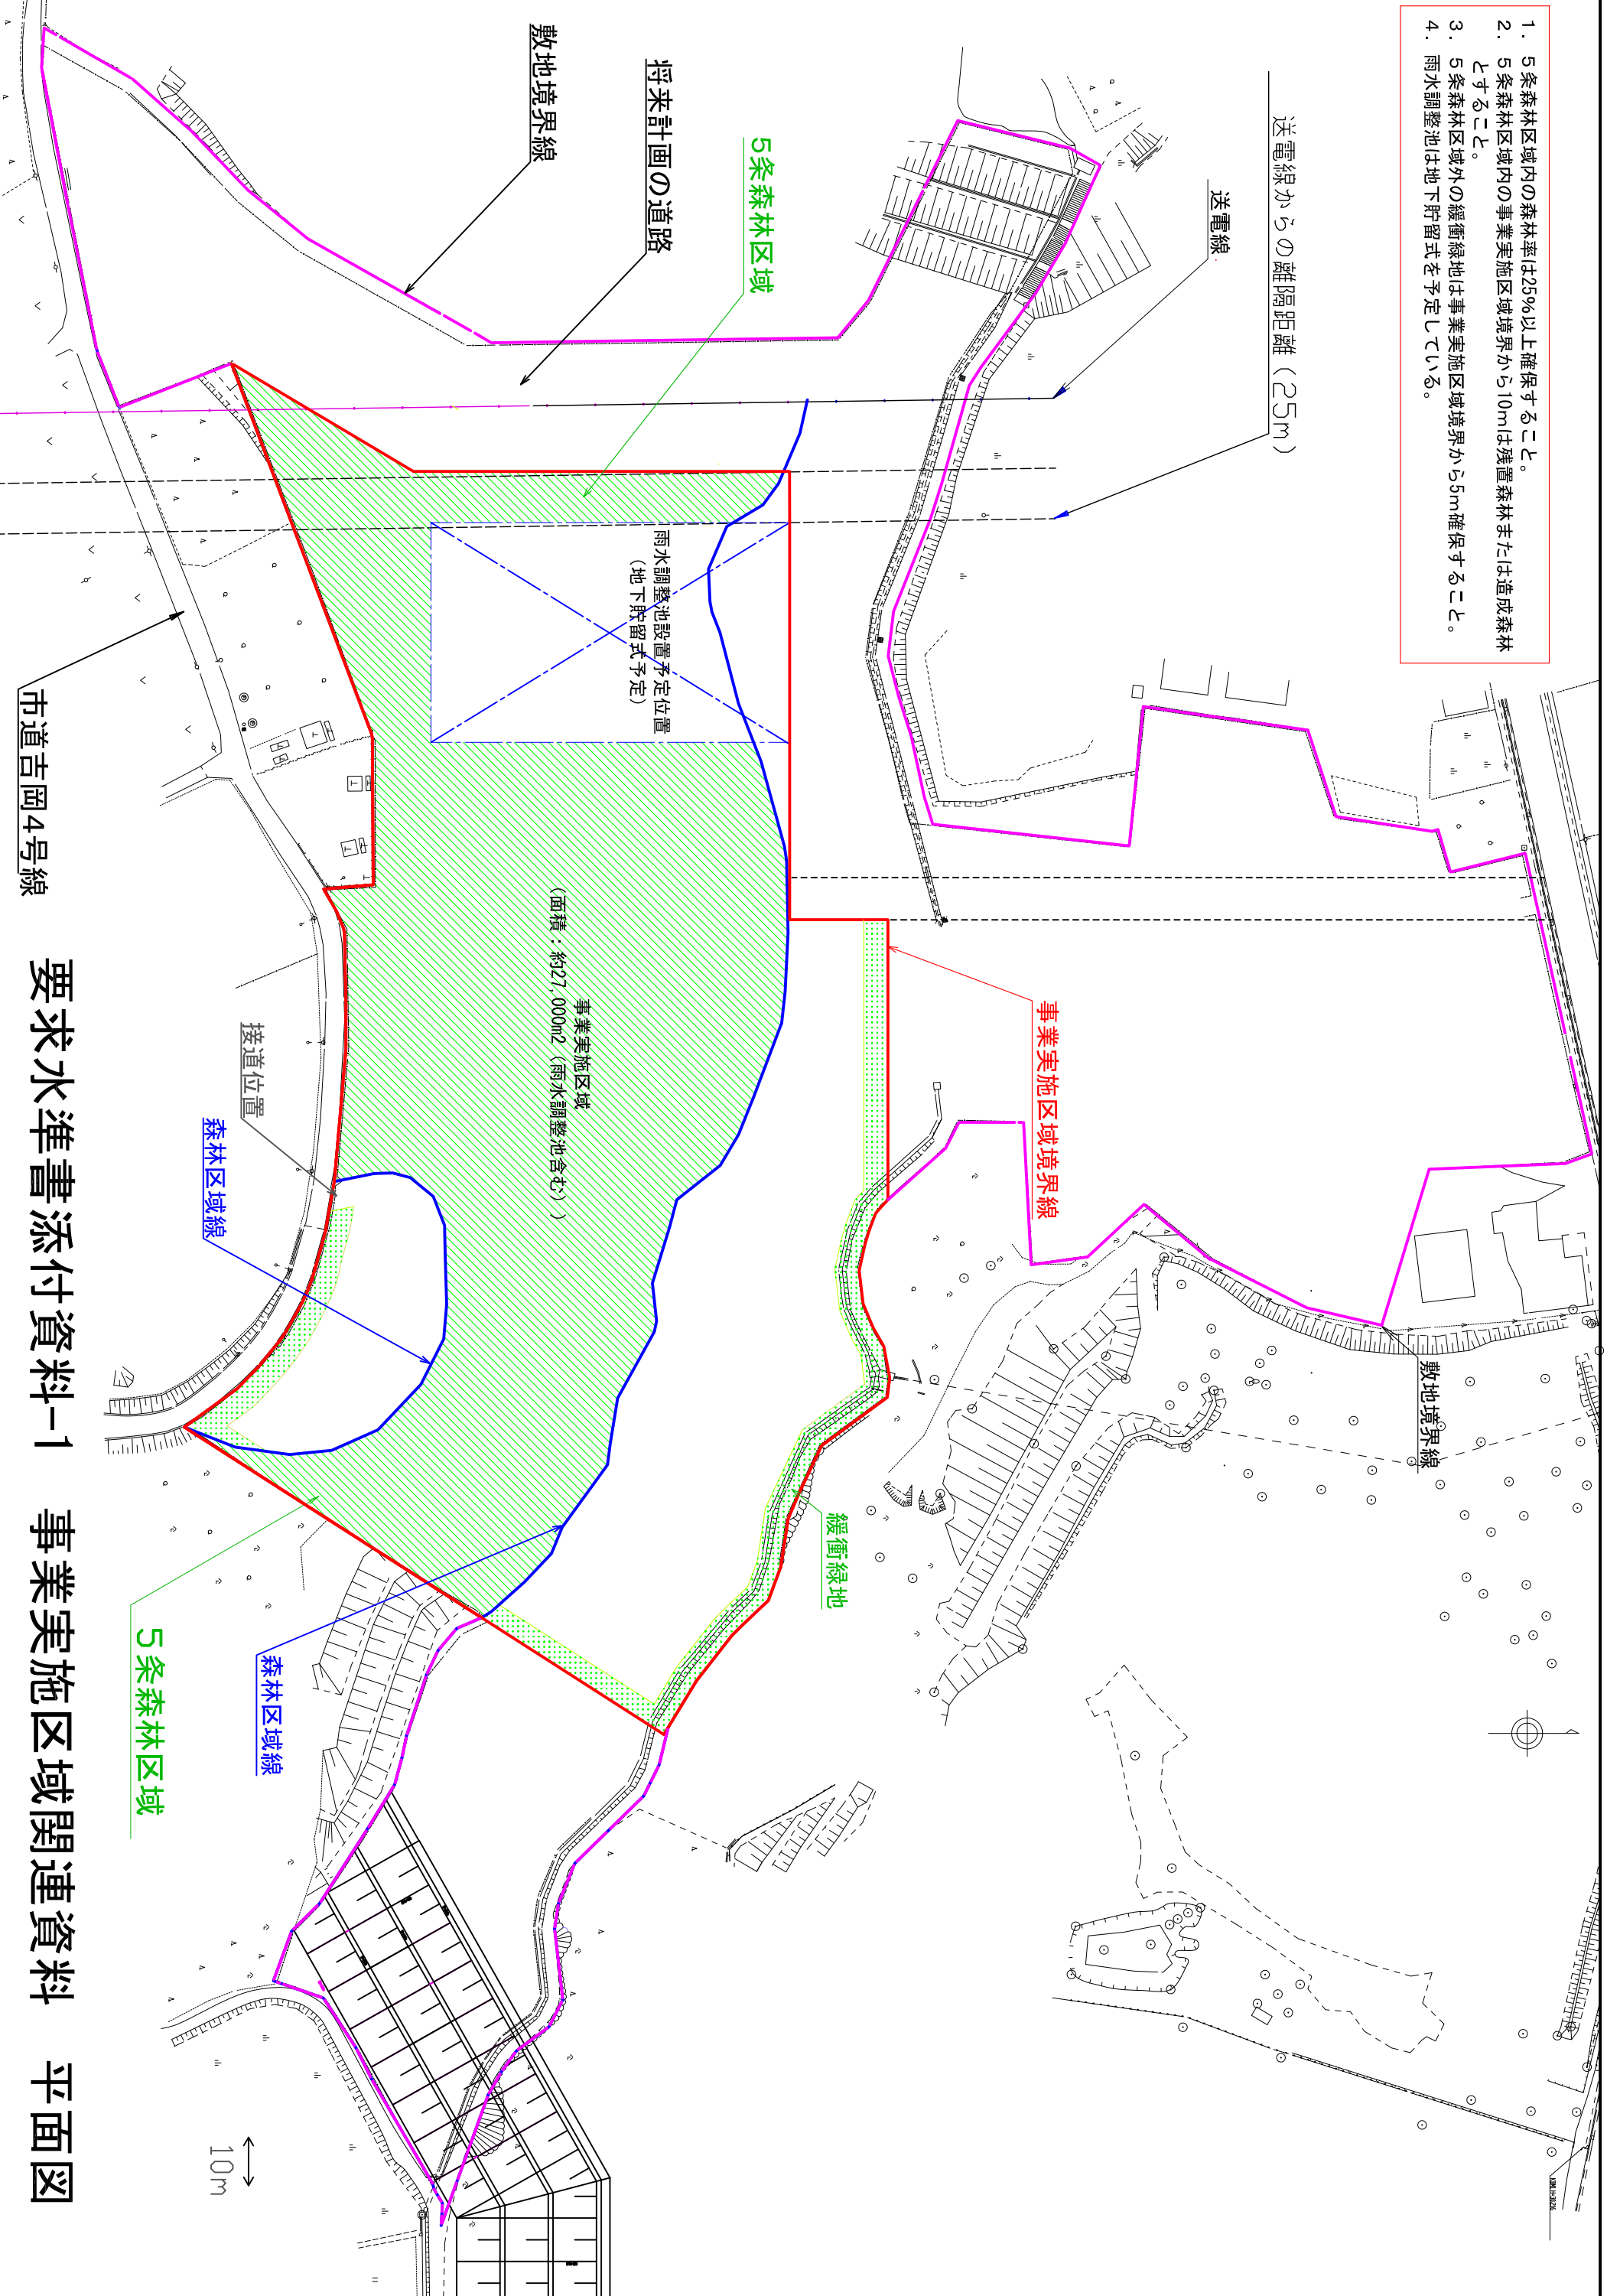 1. 5条森林区域内の森林率は25%以上確保すること。
2. 5条森林区域内の事業実施区域境界から10mは残置森林または造成森林
とすること。
3. 5条森林区域外の緩衝緑地は事業実施区域境界から5m確保すること。
4. 雨水調整池は地下貯留式を予定している。
送電線からの離隔距離（25m）
送電線
5条森林区域
将来計画の道路
敷地境界線
雨水調整池設置予定位置
（地下貯留式予定）
事業実施区域
（面積：約27,000m2（雨水調整池含む））
事業実施区域境界線
敷地境界線
緩衝緑地
接道位置
森林区域線
森林区域線
5条森林区域
市道吉岡4号線
10m
要求水準書添付資料-1 事業実施区域関連資料 平面図